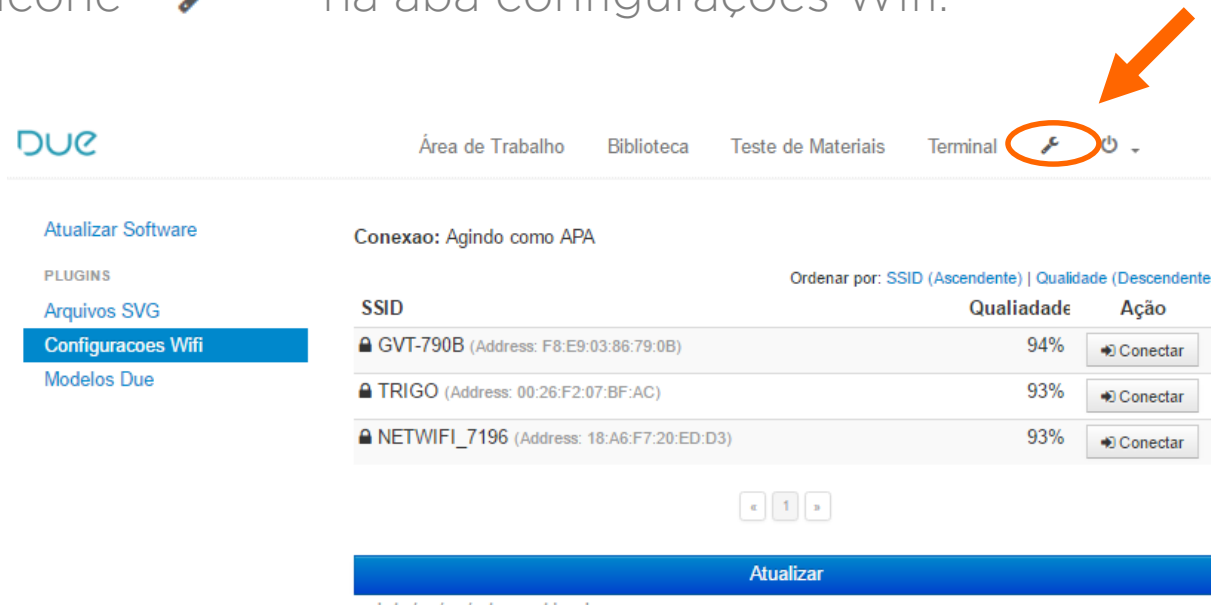 na aba configurações Wifi.
DUE
Área de Trabalho Biblioteca Teste de Materiais Terminal
Atualizar Software
PLUGINS
Arquivos SVG
Configuracoes Wifi
Modelos Due
Conexao: Agindo como APA
Ordenar por: SSID (Ascendente) | Qualidade (Descendente
SSID Qualiadade Ação
GVT-790B (Address: F8:E9:03:86:79:0B) 94% Conectar
TRIGO (Address: 00:26:F2:07:BF:AC) 93% Conectar
NETWIFI_7196 (Address: 18:A6:F7:20:ED:D3) 93% Conectar
« 1 »
Atualizar